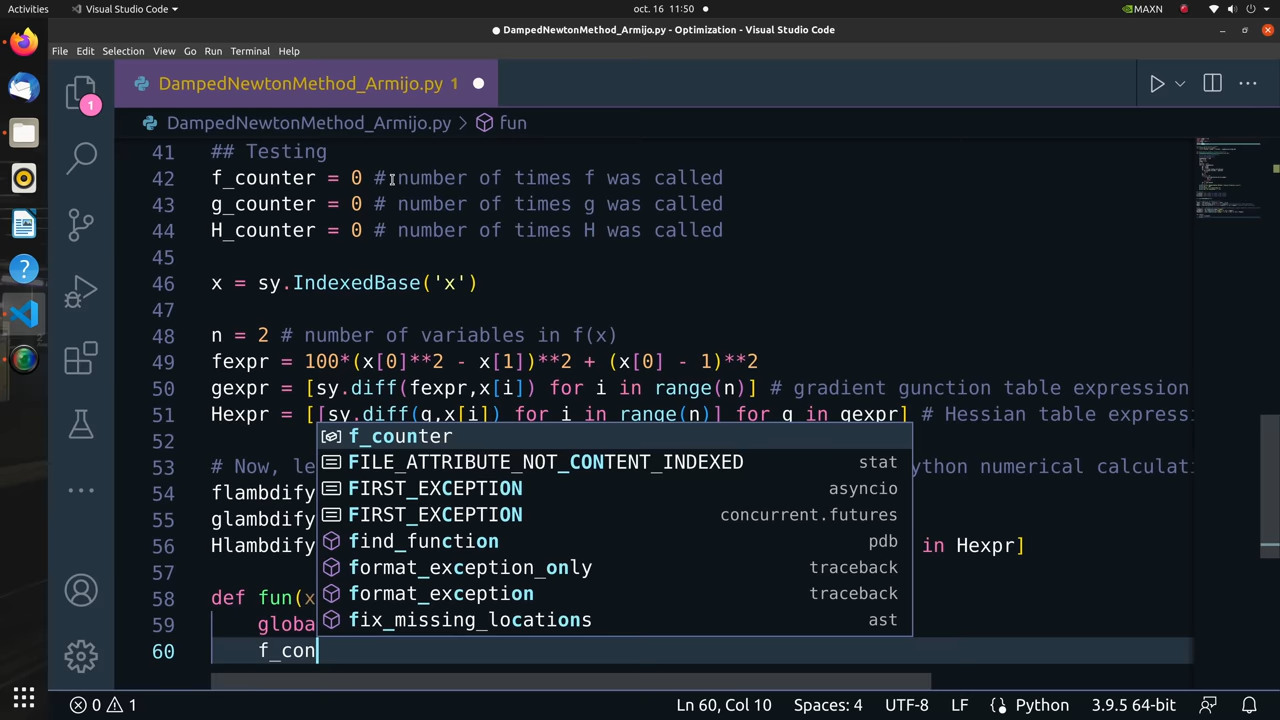 Activities
Visual Studio Code
oct. 16 11:50
MAXN
DampedNewtonMethod_Armijo.py - Optimization - Visual Studio Code
File Edit Selection View Go Run Terminal Help
DampedNewtonMethod_Armijo.py 1
DampedNewtonMethod_Armijo.py > fun
41 ## Testing
42 f_counter = 0 # number of times f was called
43 g_counter = 0 # number of times g was called
44 H_counter = 0 # number of times H was called
45
46 x = sy.IndexedBase('x')
47
48 n = 2 # number of variables in f(x)
49 fexpr = 100*(x[0]**2 - x[1])**2 + (x[0] - 1)**2
50 gexpr = [sy.diff(fexpr,x[i]) for i in range(n)] # gradient gunction table expression
51 Hexpr = [[sy.diff(g,x[i]) for i in range(n)] for g in gexpr] # Hessian table expressi
52
f_counter
53 # Now, le
ython numerical calculati
FILE_ATTRIBUTE_NOT_CONTENT_INDEXED stat
54 flambdify
FIRST_EXCEPTION asyncio
55 glambdify
FIRST_EXCEPTION concurrent.futures
56 Hlambdify
in Hexpr]
find_function pdb
57
format_exception_only traceback
58 def fun(x
format_exception traceback
59 globa
fix_missing_locations ast
60 f_con
0 1
Ln 60, Col 10 Spaces: 4 UTF-8 LF Python 3.9.5 64-bit
1